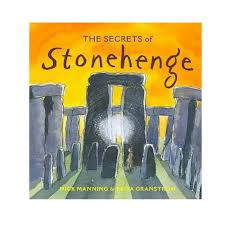 THE SECRETS of
Stonehenge
MICK MANNING & BRITA GRANSTRÖM